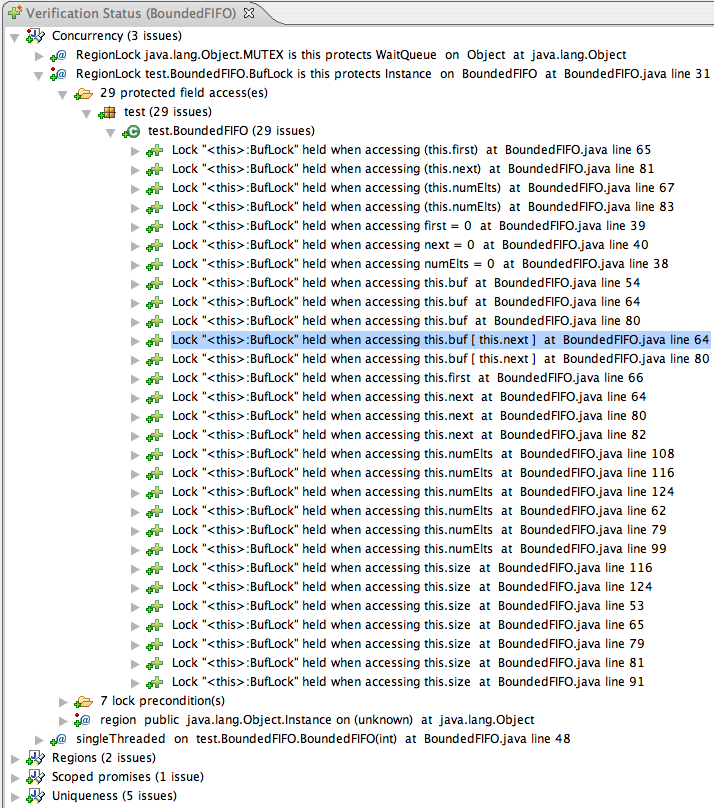 Verification Status (BoundedFIFO)
Concurrency (3 issues)
RegionLock java.lang.Object.MUTEX is this protects WaitQueue on Object at java.lang.Object
RegionLock test.BoundedFIFO.BufLock is this protects Instance on BoundedFIFO at BoundedFIFO.java line 31
29 protected field access(es)
test (29 issues)
test.BoundedFIFO (29 issues)
Lock "<this>:BufLock" held when accessing (this.first) at BoundedFIFO.java line 65
Lock "<this>:BufLock" held when accessing (this.next) at BoundedFIFO.java line 81
Lock "<this>:BufLock" held when accessing (this.numElts) at BoundedFIFO.java line 67
Lock "<this>:BufLock" held when accessing (this.numElts) at BoundedFIFO.java line 83
Lock "<this>:BufLock" held when accessing first = 0 at BoundedFIFO.java line 39
Lock "<this>:BufLock" held when accessing next = 0 at BoundedFIFO.java line 40
Lock "<this>:BufLock" held when accessing numElts = 0 at BoundedFIFO.java line 38
Lock "<this>:BufLock" held when accessing this.buf at BoundedFIFO.java line 54
Lock "<this>:BufLock" held when accessing this.buf at BoundedFIFO.java line 64
Lock "<this>:BufLock" held when accessing this.buf at BoundedFIFO.java line 80
Lock "<this>:BufLock" held when accessing this.buf [ this.next ] at BoundedFIFO.java line 64
Lock "<this>:BufLock" held when accessing this.buf [ this.next ] at BoundedFIFO.java line 80
Lock "<this>:BufLock" held when accessing this.first at BoundedFIFO.java line 66
Lock "<this>:BufLock" held when accessing this.next at BoundedFIFO.java line 64
Lock "<this>:BufLock" held when accessing this.next at BoundedFIFO.java line 80
Lock "<this>:BufLock" held when accessing this.next at BoundedFIFO.java line 82
Lock "<this>:BufLock" held when accessing this.numElts at BoundedFIFO.java line 108
Lock "<this>:BufLock" held when accessing this.numElts at BoundedFIFO.java line 116
Lock "<this>:BufLock" held when accessing this.numElts at BoundedFIFO.java line 124
Lock "<this>:BufLock" held when accessing this.numElts at BoundedFIFO.java line 62
Lock "<this>:BufLock" held when accessing this.numElts at BoundedFIFO.java line 79
Lock "<this>:BufLock" held when accessing this.numElts at BoundedFIFO.java line 99
Lock "<this>:BufLock" held when accessing this.size at BoundedFIFO.java line 116
Lock "<this>:BufLock" held when accessing this.size at BoundedFIFO.java line 124
Lock "<this>:BufLock" held when accessing this.size at BoundedFIFO.java line 53
Lock "<this>:BufLock" held when accessing this.size at BoundedFIFO.java line 65
Lock "<this>:BufLock" held when accessing this.size at BoundedFIFO.java line 79
Lock "<this>:BufLock" held when accessing this.size at BoundedFIFO.java line 81
Lock "<this>:BufLock" held when accessing this.size at BoundedFIFO.java line 91
7 lock precondition(s)
region public java.lang.Object.Instance on (unknown) at java.lang.Object
singleThreaded on test.BoundedFIFO.BoundedFIFO(int) at BoundedFIFO.java line 48
Regions (2 issues)
Scoped promises (1 issue)
Uniqueness (5 issues)